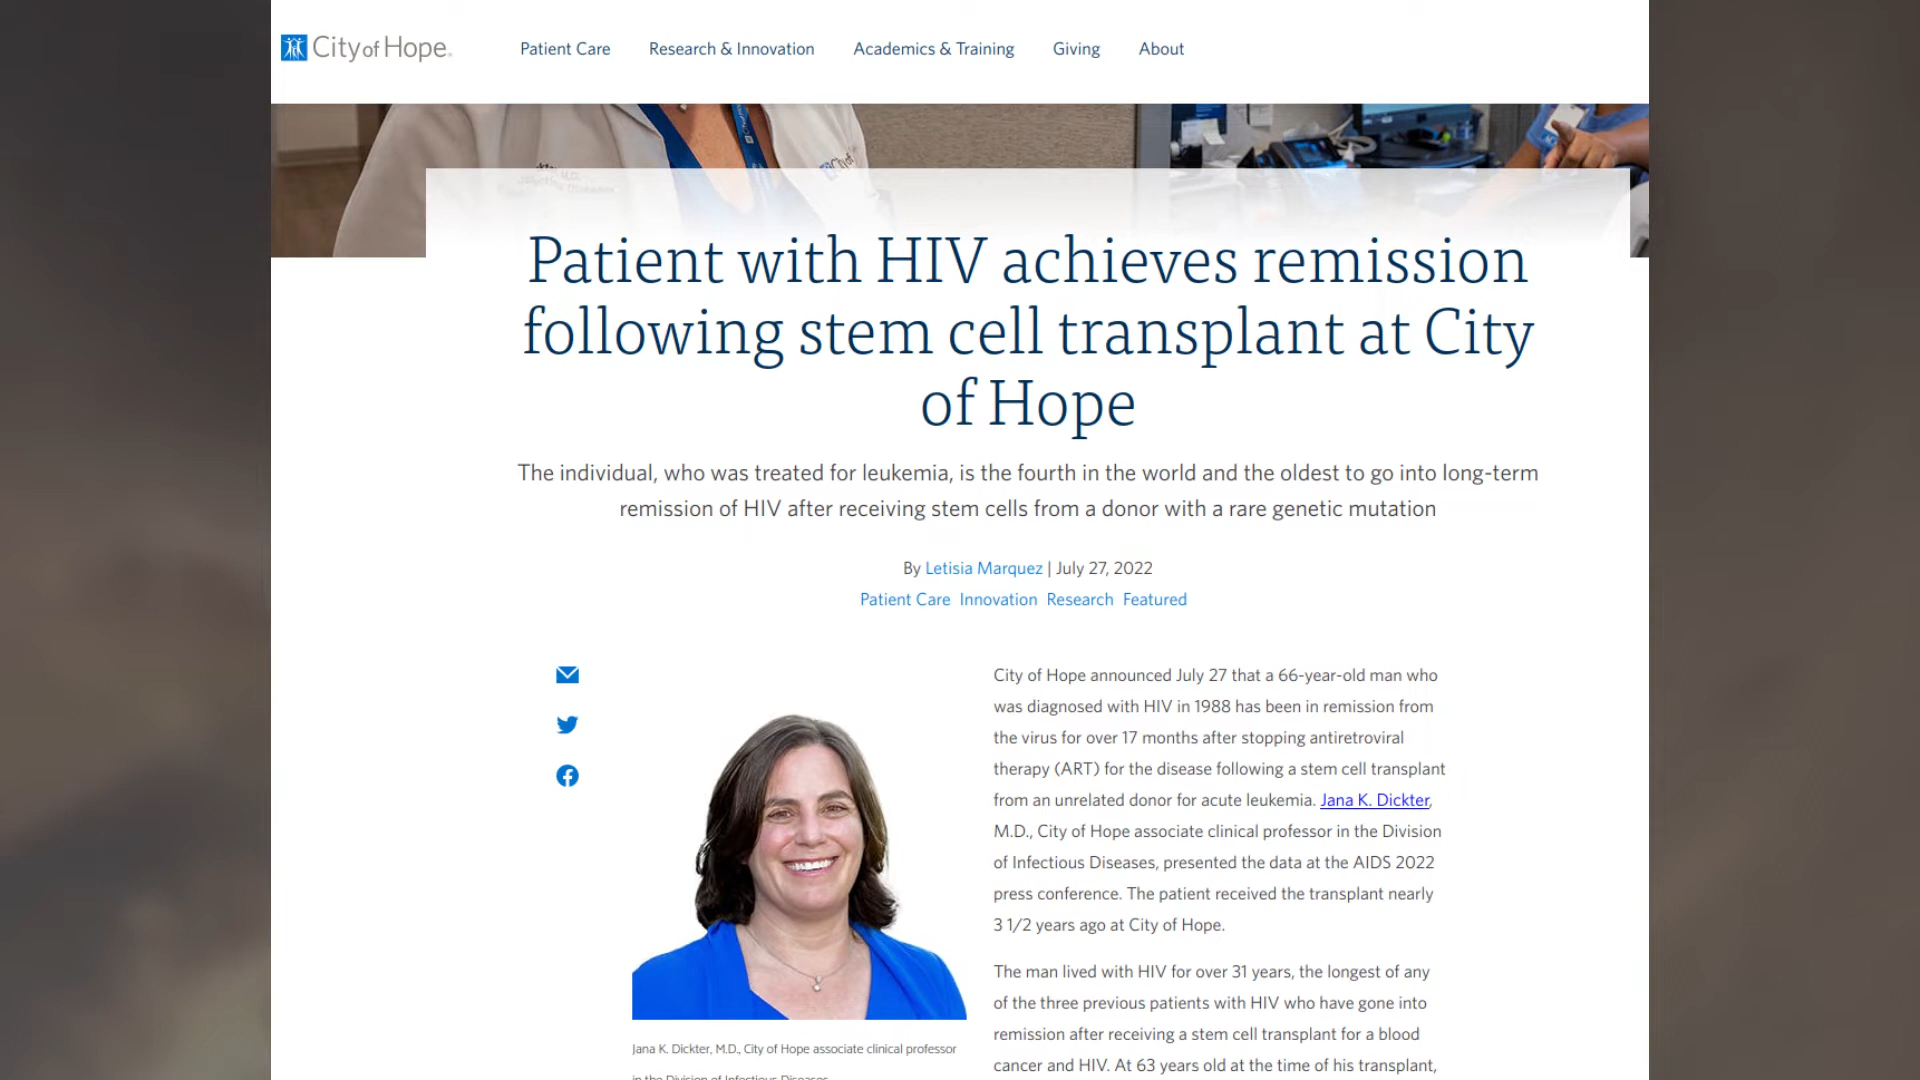 City of Hope
Patient Care Research & Innovation Academics & Training Giving About
Patient with HIV achieves remission
following stem cell transplant at City
of Hope
The individual, who was treated for leukemia, is the fourth in the world and the oldest to go into long-term
remission of HIV after receiving stem cells from a donor with a rare genetic mutation
By Letisia Marquez | July 27, 2022
Patient Care Innovation Research Featured
City of Hope announced July 27 that a 66-year-old man who
was diagnosed with HIV in 1988 has been in remission from
the virus for over 17 months after stopping antiretroviral
therapy (ART) for the disease following a stem cell transplant
from an unrelated donor for acute leukemia. Jana K. Dickter,
M.D., City of Hope associate clinical professor in the Division
of Infectious Diseases, presented the data at the AIDS 2022
press conference. The patient received the transplant nearly
3 1/2 years ago at City of Hope.
The man lived with HIV for over 31 years, the longest of any
of the three previous patients with HIV who have gone into
remission after receiving a stem cell transplant for a blood
cancer and HIV. At 63 years old at the time of his transplant,
Jana K. Dickter, M.D., City of Hope associate clinical professor
in the Division of Infectious Diseases